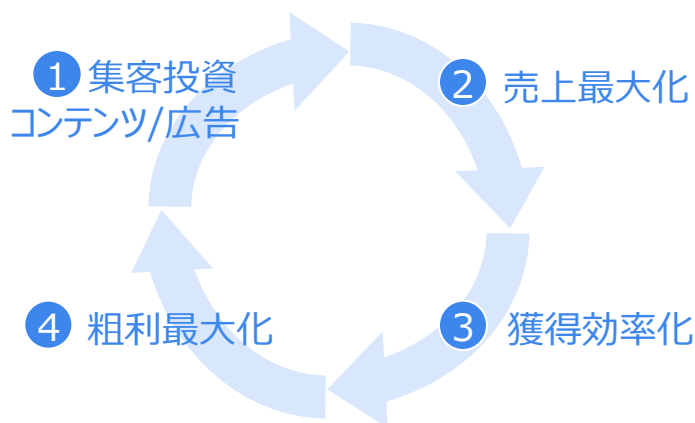 1 集客投資
コンテンツ/広告
2 売上最大化
3 獲得効率化
4 粗利最大化